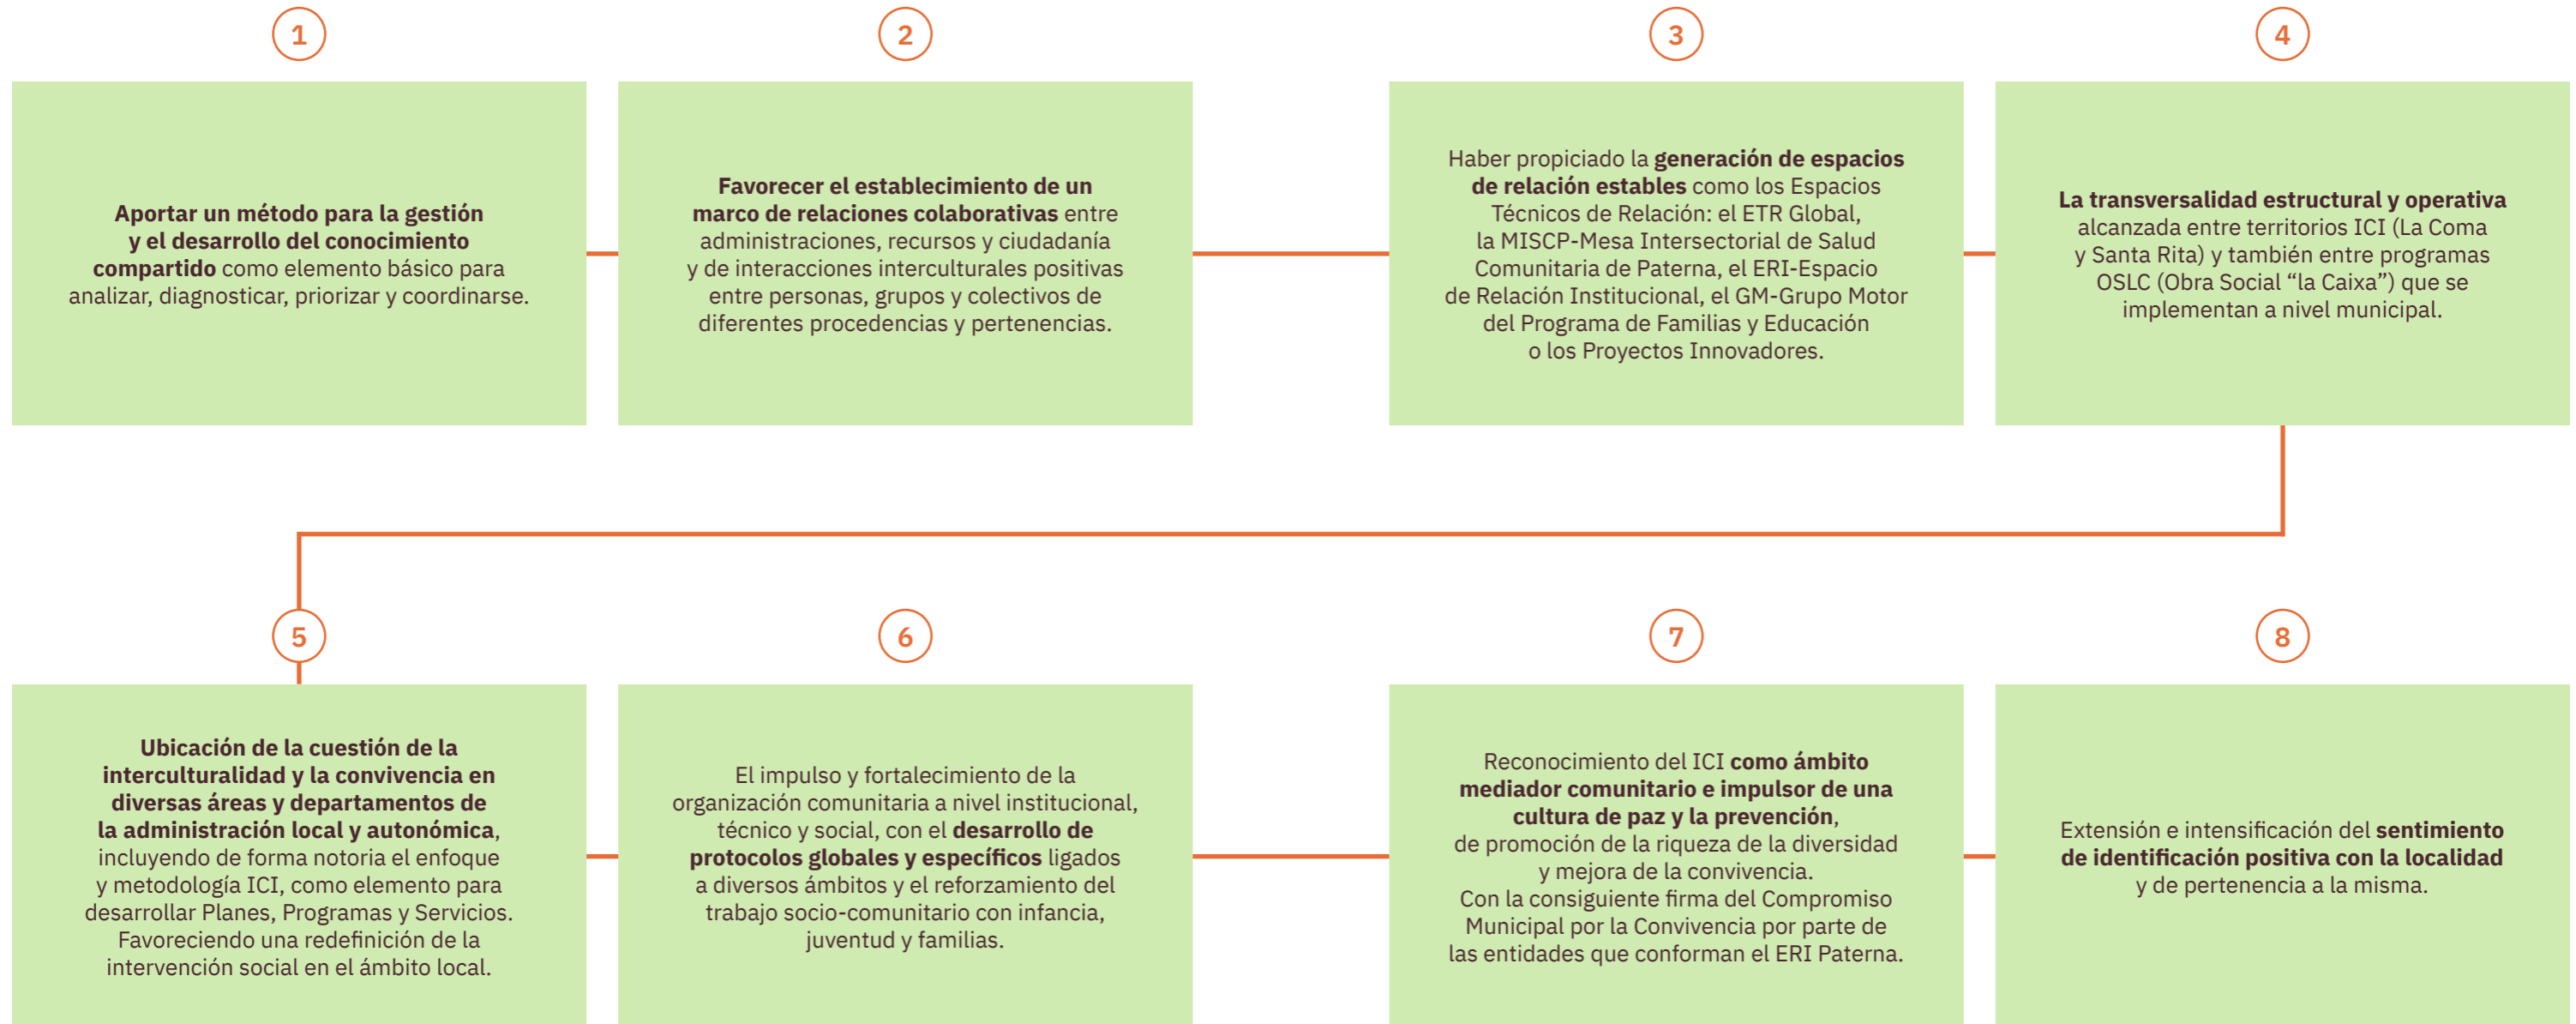 1
Aportar un método para la gestión
y el desarrollo del conocimiento
compartido como elemento básico para
analizar, diagnosticar, priorizar y coordinarse.
2
Favorecer el establecimiento de un
marco de relaciones colaborativas entre
administraciones, recursos y ciudadanía
y de interacciones interculturales positivas
entre personas, grupos y colectivos de
diferentes procedencias y pertenencias.
3
Haber propiciado la generación de espacios
de relación estables como los Espacios
Técnicos de Relación: el ETR Global,
la MISCP-Mesa Intersectorial de Salud
Comunitaria de Paterna, el ERI-Espacio
de Relación Institucional, el GM-Grupo Motor
del Programa de Familias y Educación
o los Proyectos Innovadores.
4
La transversalidad estructural y operativa
alcanzada entre territorios ICI (La Coma
y Santa Rita) y también entre programas
OSLC (Obra Social “la Caixa”) que se
implementan a nivel municipal.
5
Ubicación de la cuestión de la
interculturalidad y la convivencia en
diversas áreas y departamentos de
la administración local y autonómica,
incluyendo de forma notoria el enfoque
y metodología ICI, como elemento para
desarrollar Planes, Programas y Servicios.
Favoreciendo una redefinición de la
intervención social en el ámbito local.
6
El impulso y fortalecimiento de la
organización comunitaria a nivel institucional,
técnico y social, con el desarrollo de
protocolos globales y específicos ligados
a diversos ámbitos y el reforzamiento del
trabajo socio-comunitario con infancia,
juventud y familias.
7
Reconocimiento del ICI como ámbito
mediador comunitario e impulsor de una
cultura de paz y la prevención,
de promoción de la riqueza de la diversidad
y mejora de la convivencia.
Con la consiguiente firma del Compromiso
Municipal por la Convivencia por parte de
las entidades que conforman el ERI Paterna.
8
Extensión e intensificación del sentimiento
de identificación positiva con la localidad
y de pertenencia a la misma.